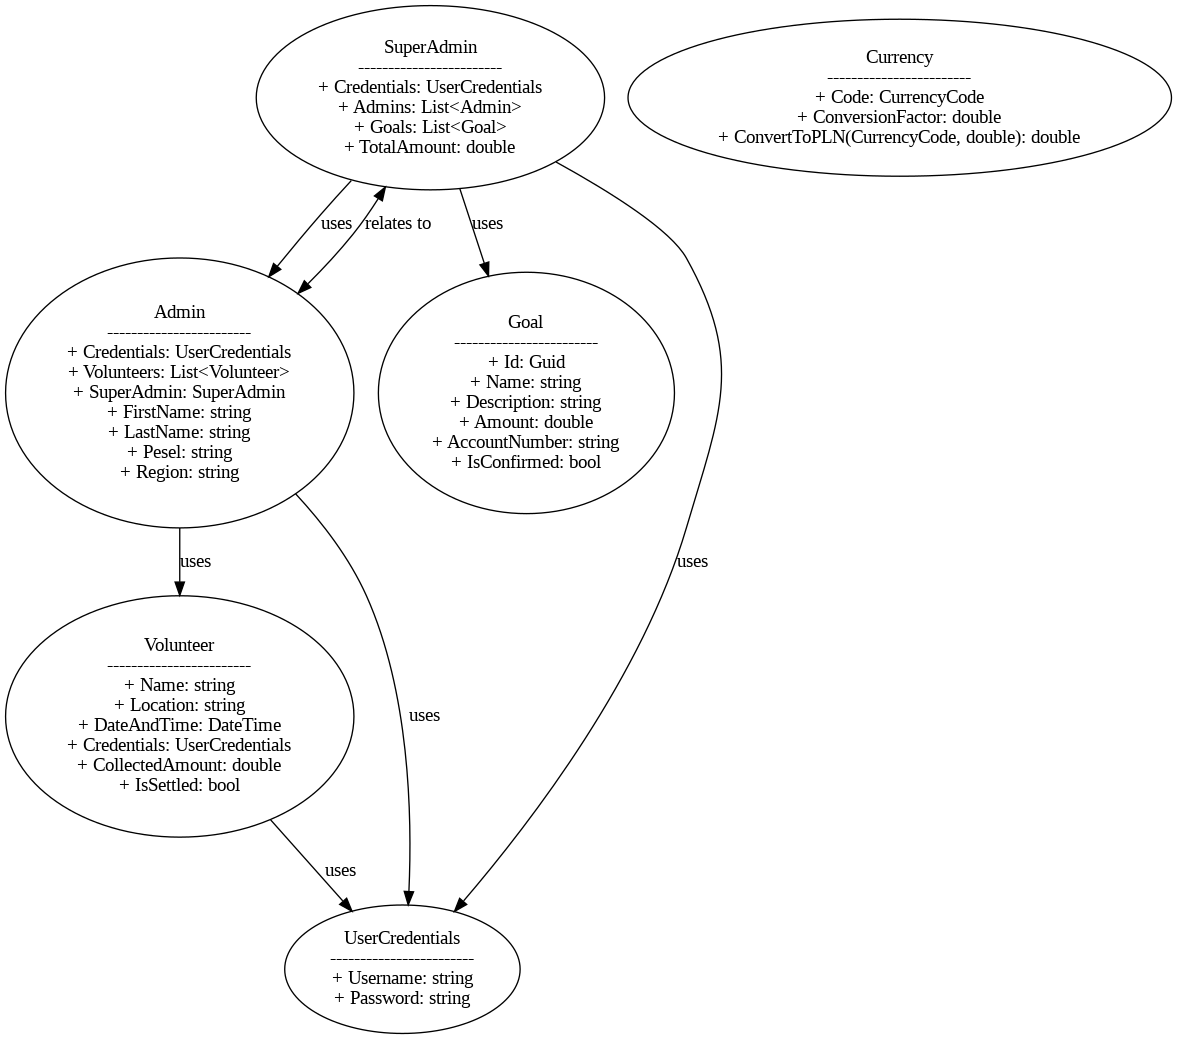 SuperAdmin
------------------------
+ Credentials: UserCredentials
+ Admins: List<Admin>
+ Goals: List<Goal>
+ TotalAmount: double
Currency
------------------------
+ Code: CurrencyCode
+ ConversionFactor: double
+ ConvertToPLN(CurrencyCode, double): double
uses
relates to
uses
Admin
------------------------
+ Credentials: UserCredentials
+ Volunteers: List<Volunteer>
+ SuperAdmin: SuperAdmin
+ FirstName: string
+ LastName: string
+ Pesel: string
+ Region: string
Goal
------------------------
+ Id: Guid
+ Name: string
+ Description: string
+ Amount: double
+ AccountNumber: string
+ IsConfirmed: bool
uses
uses
Volunteer
------------------------
+ Name: string
+ Location: string
+ DateAndTime: DateTime
+ Credentials: UserCredentials
+ CollectedAmount: double
+ IsSettled: bool
uses
uses
UserCredentials
------------------------
+ Username: string
+ Password: string